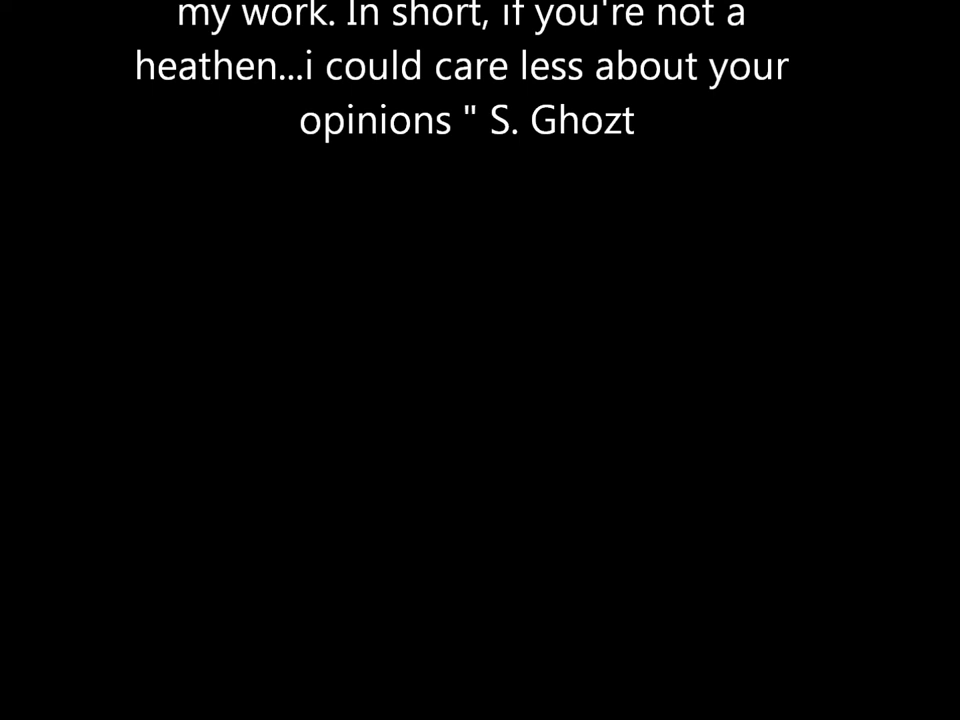 my work. In short, if you're not a
heathen...i could care less about your
opinions " S. Ghozt